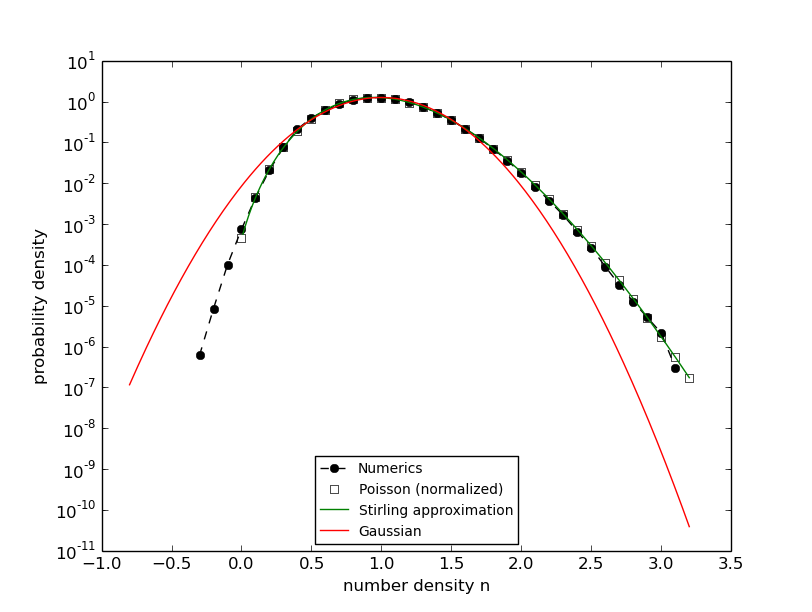 10^1
10^0
10^-1
10^-2
10^-3
10^-4
10^-5
10^-6
10^-7
10^-8
10^-9
10^-10
10^-11
probability density
Numerics
Poisson (normalized)
Stirling approximation
Gaussian
−1.0 −0.5 0.0 0.5 1.0 1.5 2.0 2.5 3.0 3.5
number density n